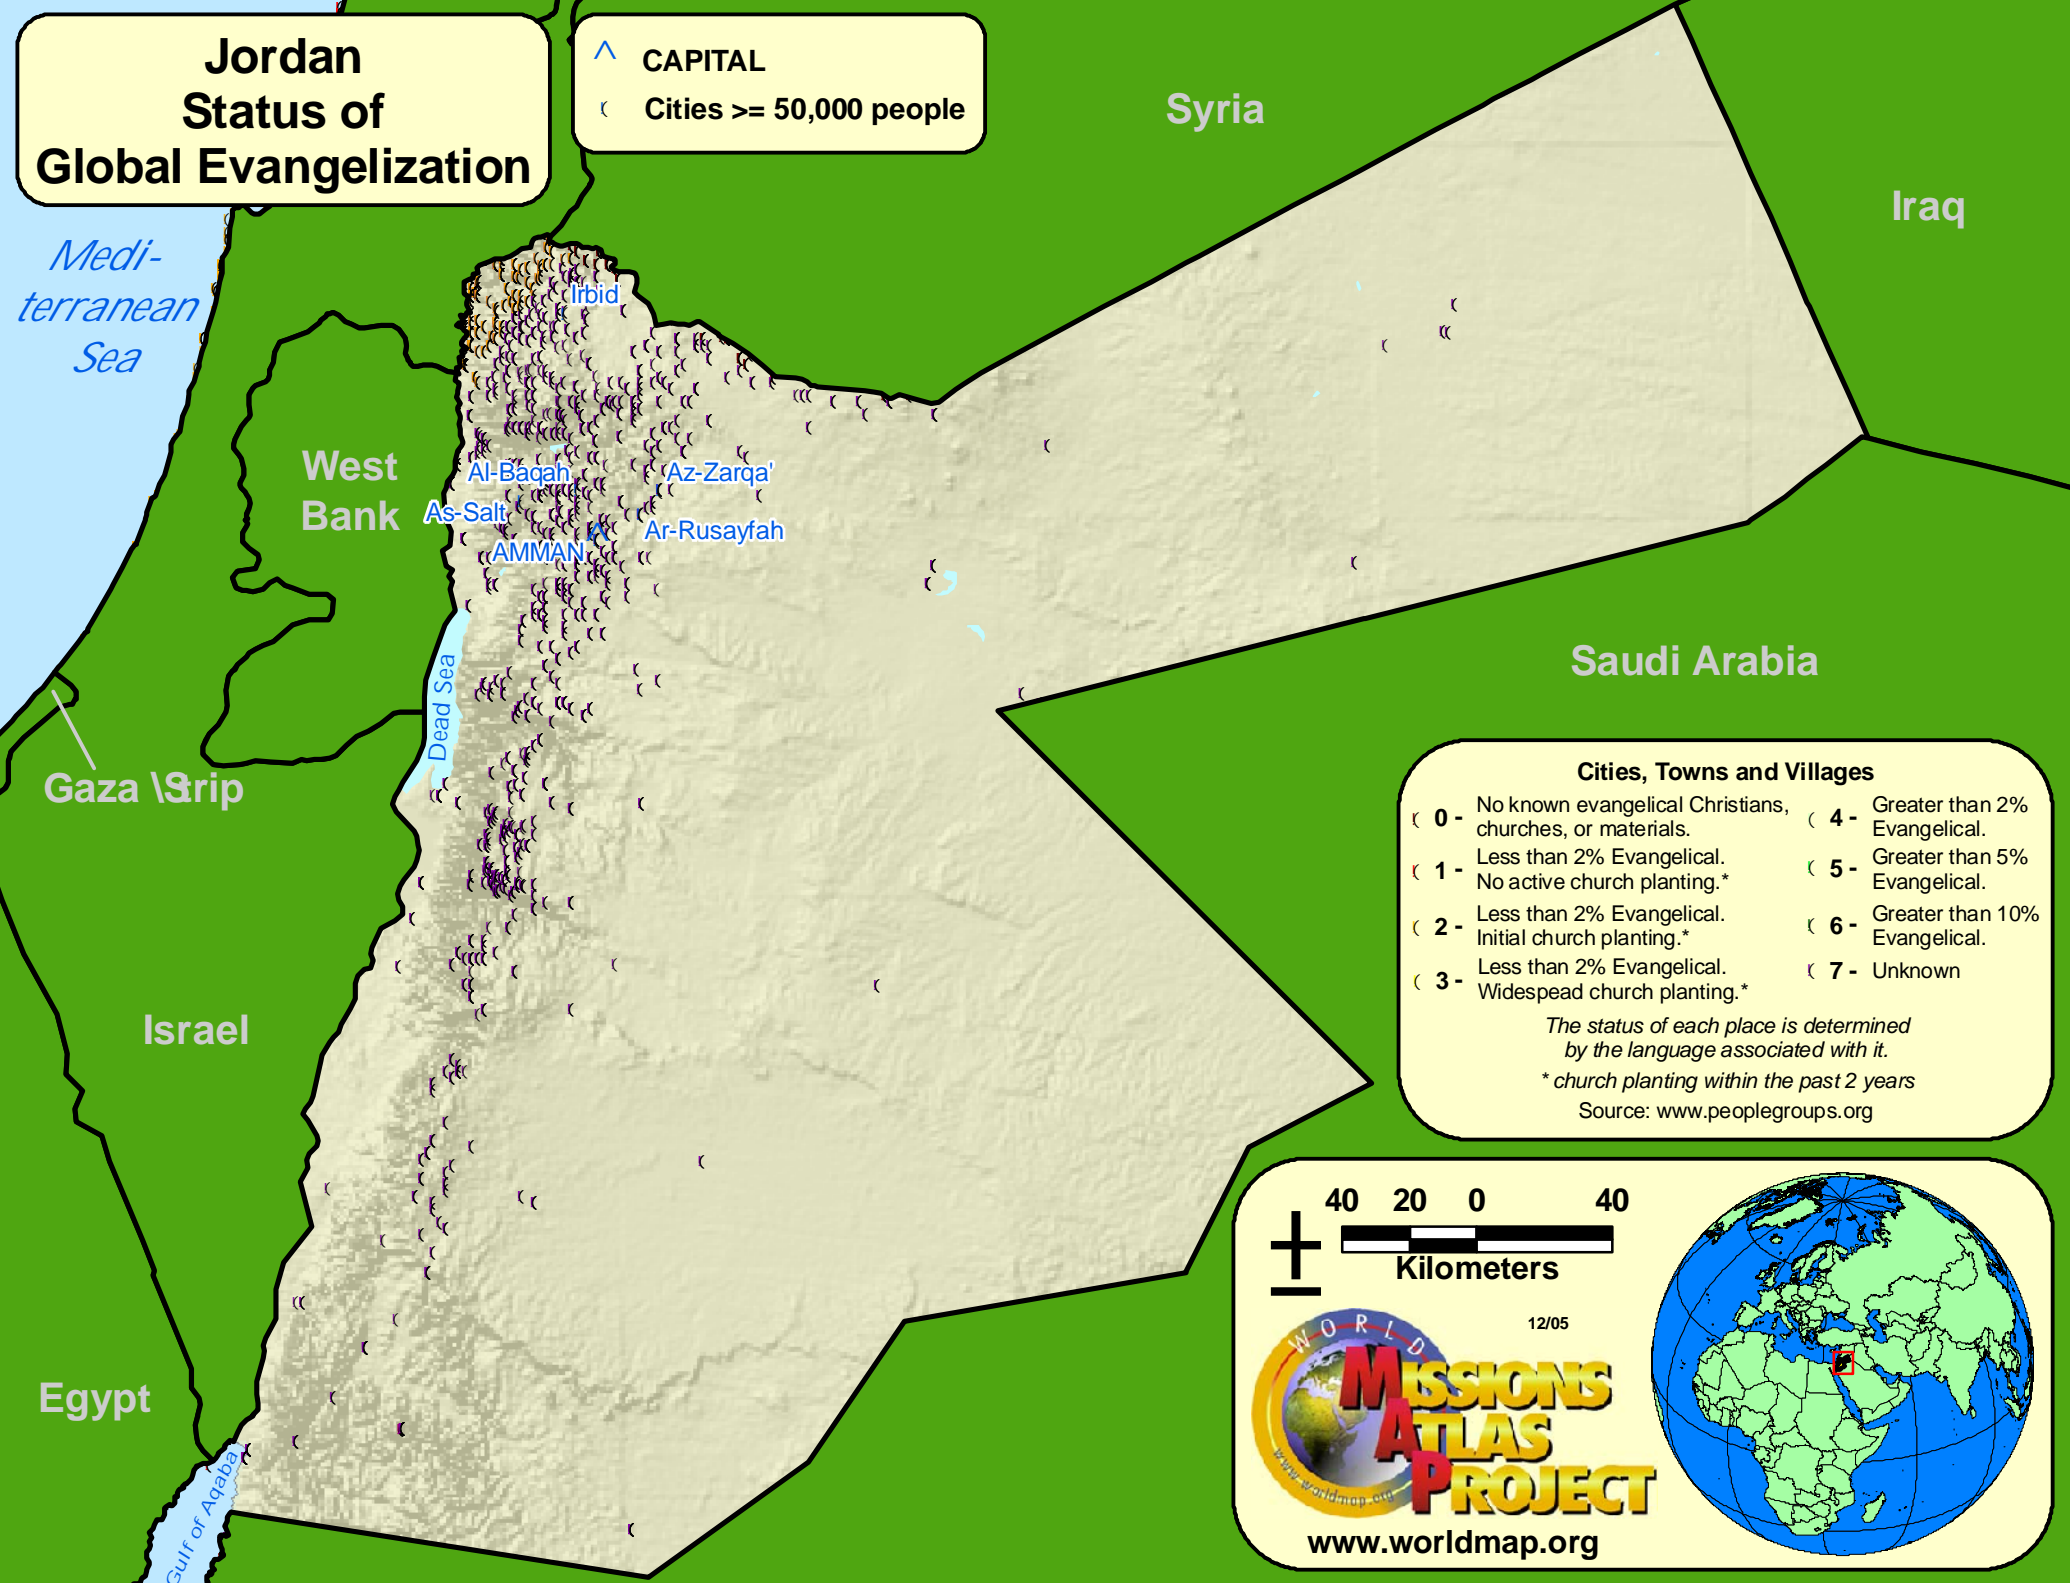 Jordan
Status of
Global Evangelization
^ CAPITAL
( Cities >= 50,000 people
Syria
Iraq
Medi-
terranean
Sea
Irbid
West
Bank
Al-Baqah
Az-Zarqa'
As-Salt
Ar-Rusayfah
AMMAN
Dead Sea
Saudi Arabia
Gaza \Strip
Israel
Egypt
Gulf of Aqaba
Cities, Towns and Villages
( 0 - No known evangelical Christians,
churches, or materials.
( 1 - Less than 2% Evangelical.
No active church planting.*
( 2 - Less than 2% Evangelical.
Initial church planting.*
( 3 - Less than 2% Evangelical.
Widespead church planting.*
( 4 - Greater than 2%
Evangelical.
( 5 - Greater than 5%
Evangelical.
( 6 - Greater than 10%
Evangelical.
( 7 - Unknown
The status of each place is determined
by the language associated with it.
* church planting within the past 2 years
Source: www.peoplegroups.org
40 20 0 40
Kilometers
12/05
WORLD
MISSIONS
ATLAS
PROJECT
www.worldmap.org
www.worldmap.org